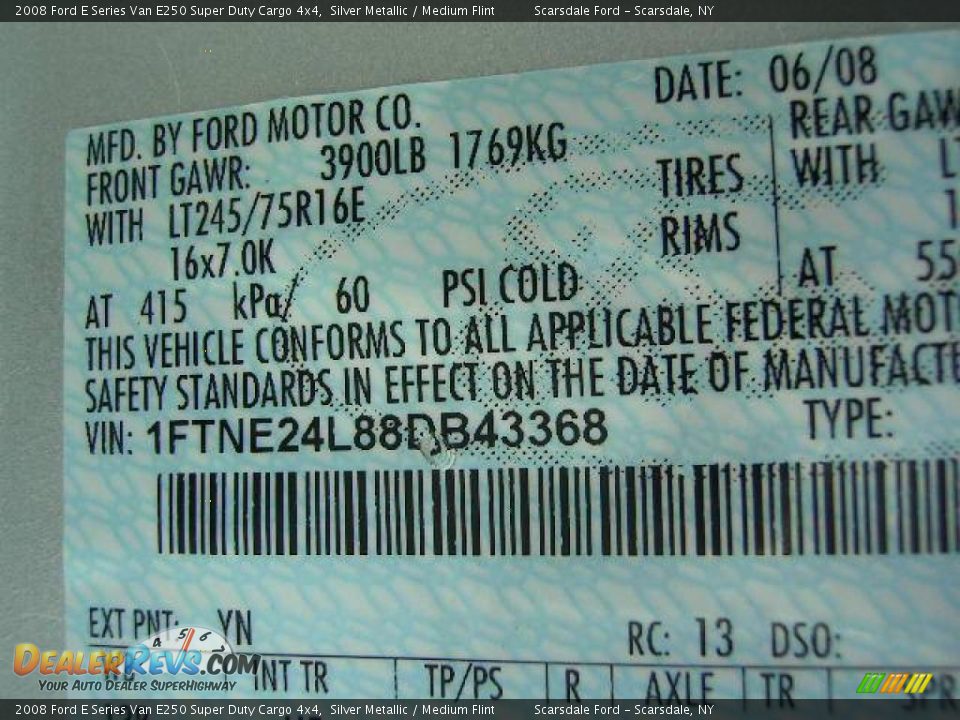 2008 Ford E Series Van E250 Super Duty Cargo 4x4, Silver Metallic / Medium Flint Scarsdale Ford - Scarsdale, NY
DATE: 06/08
MFD. BY FORD MOTOR CO.
REAR GAW
FRONT GAWR: 3900LB 1769KG
WITH LT245/75R16E TIRES
WITH
16x7.0K RIMS
AT 415 kPa/ 60 PSI COLD
AT 55
THIS VEHICLE CONFORMS TO ALL APPLICABLE FEDERAL MOT
SAFETY STANDARDS IN EFFECT ON THE DATE OF MANUFACTE
VIN: 1FTNE24L88DB43368
TYPE:
EXT PNT: YN
RC: 13 DSO:
INT TR TP/PS R AXLE TR SPR
DealerRevs.com
Your Auto Dealer SuperHighway
2008 Ford E Series Van E250 Super Duty Cargo 4x4, Silver Metallic / Medium Flint Scarsdale Ford - Scarsdale, NY